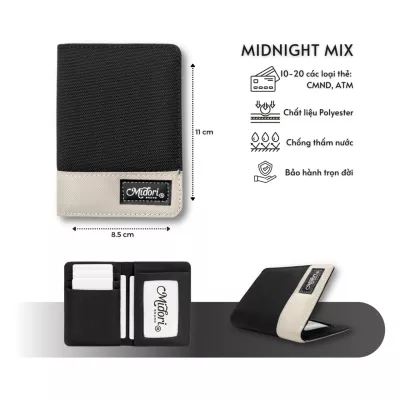 MIDNIGHT MIX
10-20 các loại thẻ:
CMND, ATM
Chất liệu Polyester
Chống thấm nước
Bảo hành trọn đời
11 cm
Midori
8.5 cm
Midori
Midori